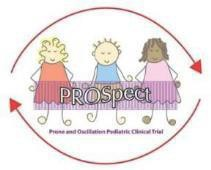 PROSpect
Prone and Oscillation Pediatric Clinical Trial